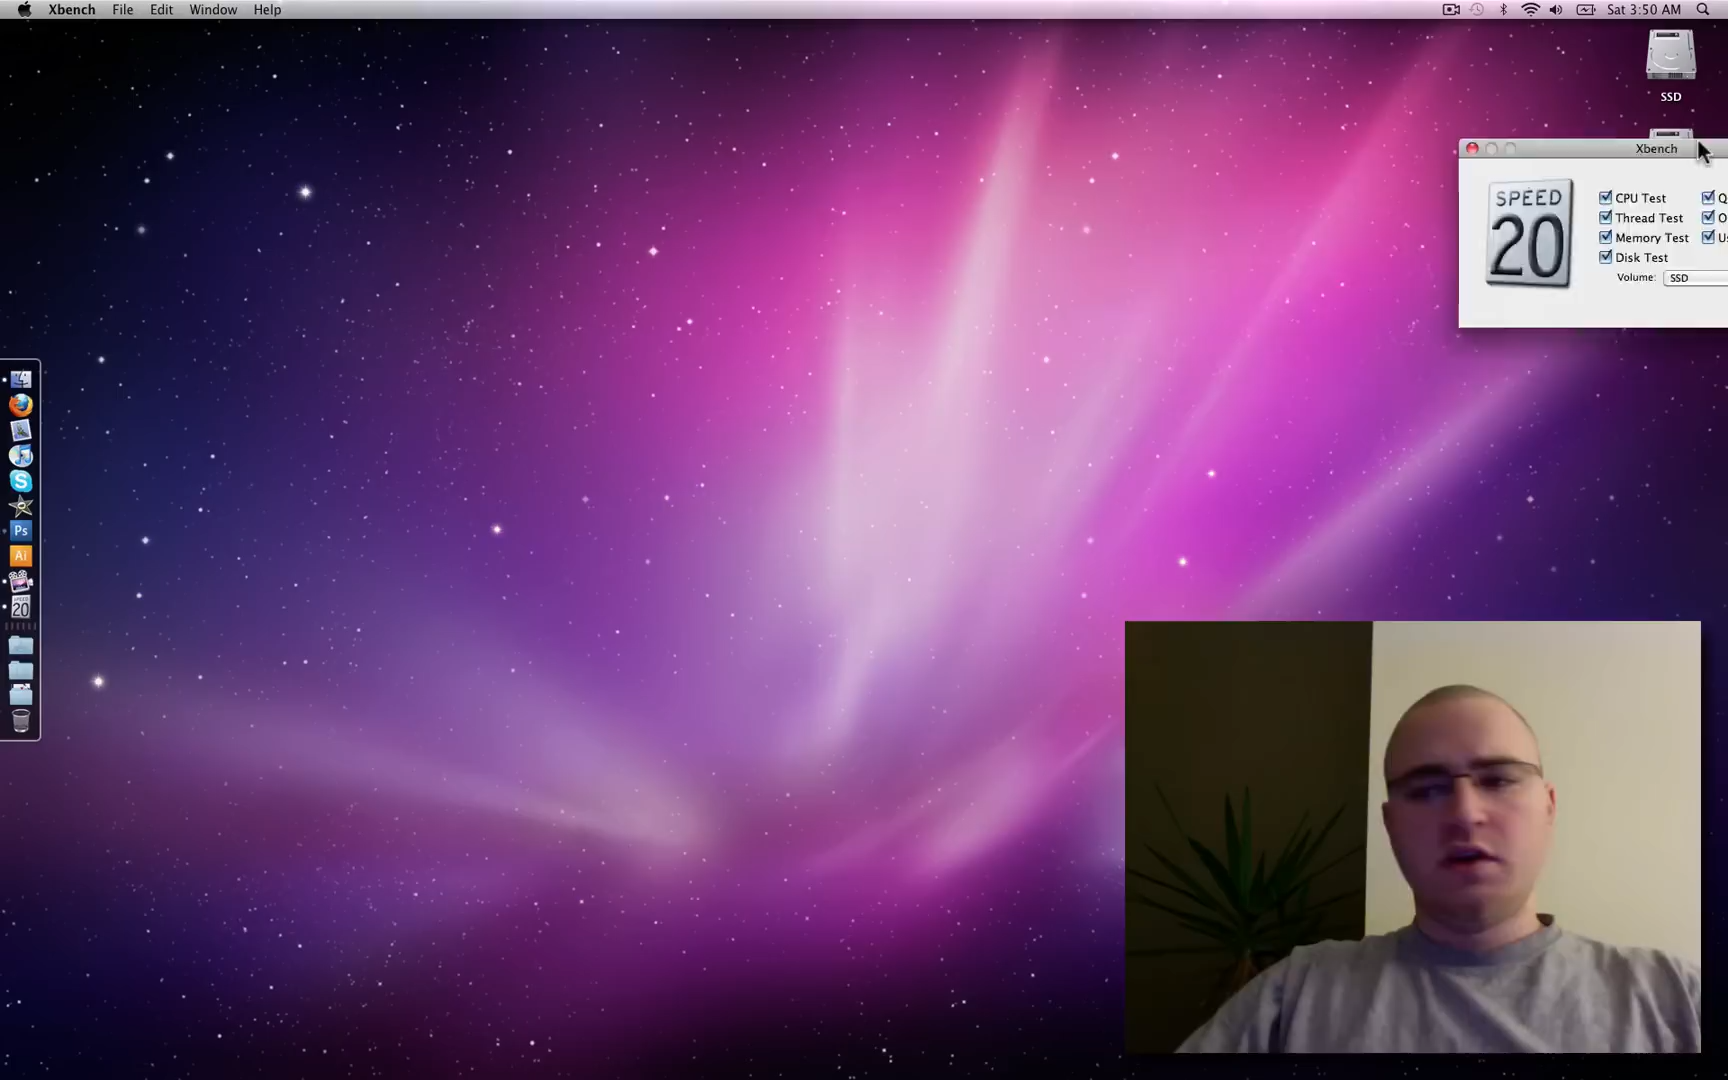 Xbench File Edit Window Help Sat 3:50 AM
SSD
Xbench
SPEED
20
CPU Test
Thread Test
Memory Test
Disk Test
Volume: SSD
Ps
Ai
SPEED
20